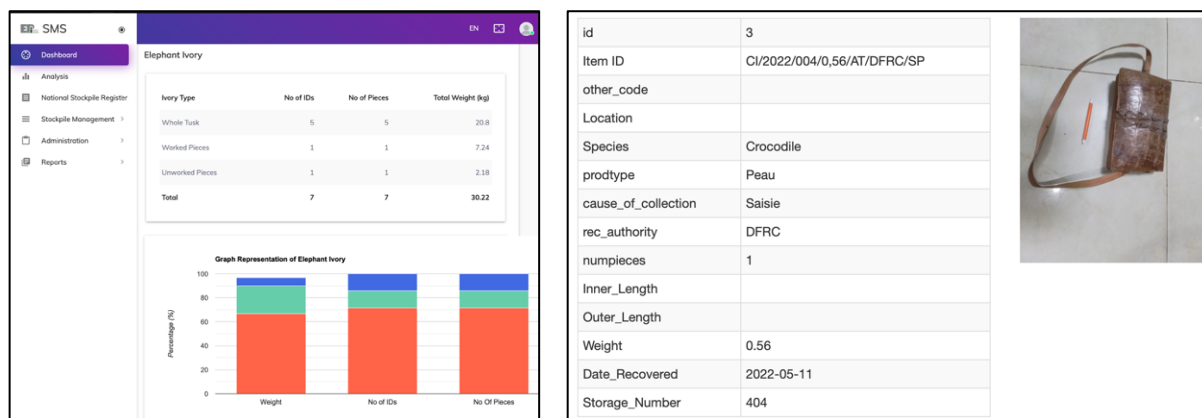 SMS
EN
Dashboard
Analysis
National Stockpile Register
Stockpile Management
Administration
Reports
Elephant Ivory
Ivory Type No of IDs No of Pieces Total Weight (kg)
Whole Tusk 5 5 20.8
Worked Pieces 1 1 7.24
Unworked Pieces 1 1 2.18
Total 7 7 30.22
Graph Representation of Elephant Ivory
Percentage (%)
100
80
60
40
20
0
Weight No of IDs No Of Pieces
id 3
Item ID CI/2022/004/0,56/AT/DFRC/SP
other_code
Location
Species Crocodile
prodtype Peau
cause_of_collection Saisie
rec_authority DFRC
numpieces 1
Inner_Length
Outer_Length
Weight 0.56
Date_Recovered 2022-05-11
Storage_Number 404